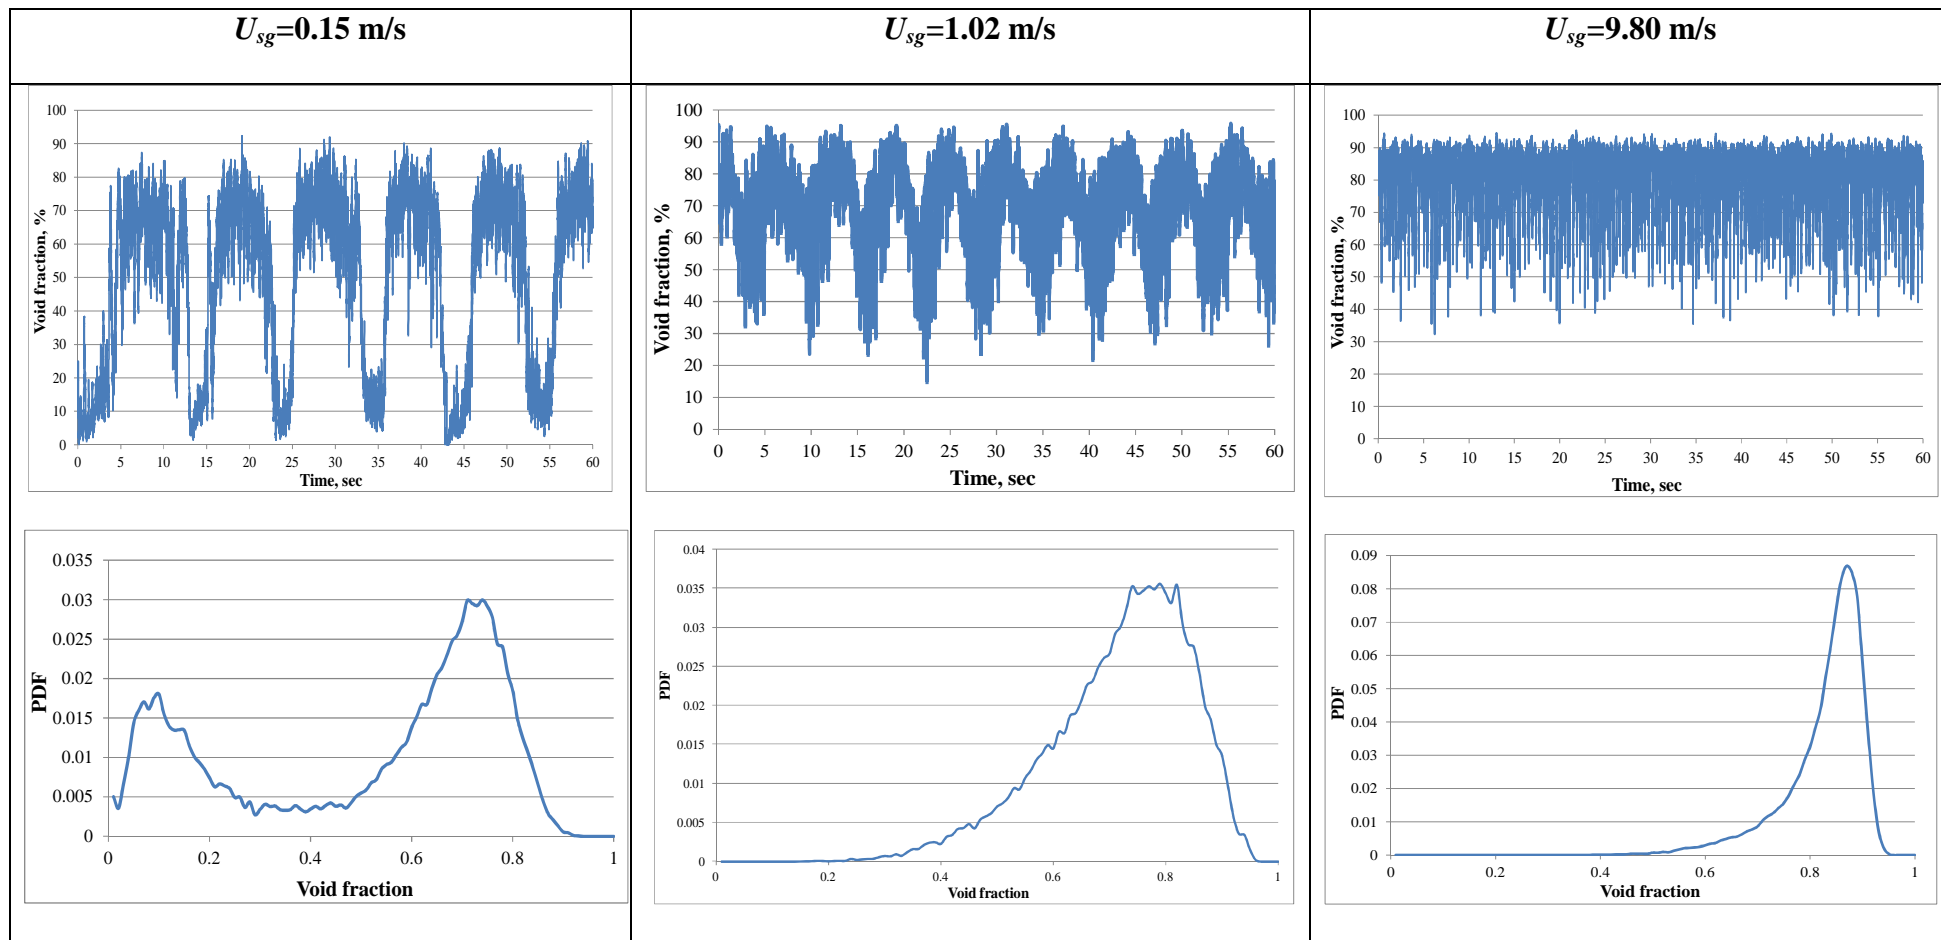 U_sg=0.15 m/s
U_sg=1.02 m/s
U_sg=9.80 m/s
100
90
80
70
60
50
40
30
20
10
0
Void fraction, %
0 5 10 15 20 25 30 35 40 45 50 55 60
Time, sec
100
90
80
70
60
50
40
30
20
10
0
Void fraction, %
0 5 10 15 20 25 30 35 40 45 50 55 60
Time, sec
100
90
80
70
60
50
40
30
20
10
0
Void fraction, %
0 5 10 15 20 25 30 35 40 45 50 55 60
Time, sec
0.035
0.03
0.025
0.02
0.015
0.01
0.005
0
PDF
0 0.2 0.4 0.6 0.8 1
Void fraction
0.04
0.035
0.03
0.025
0.02
0.015
0.01
0.005
0
PDF
0 0.2 0.4 0.6 0.8 1
Void fraction
0.09
0.08
0.07
0.06
0.05
0.04
0.03
0.02
0.01
0
PDF
0 0.2 0.4 0.6 0.8 1
Void fraction